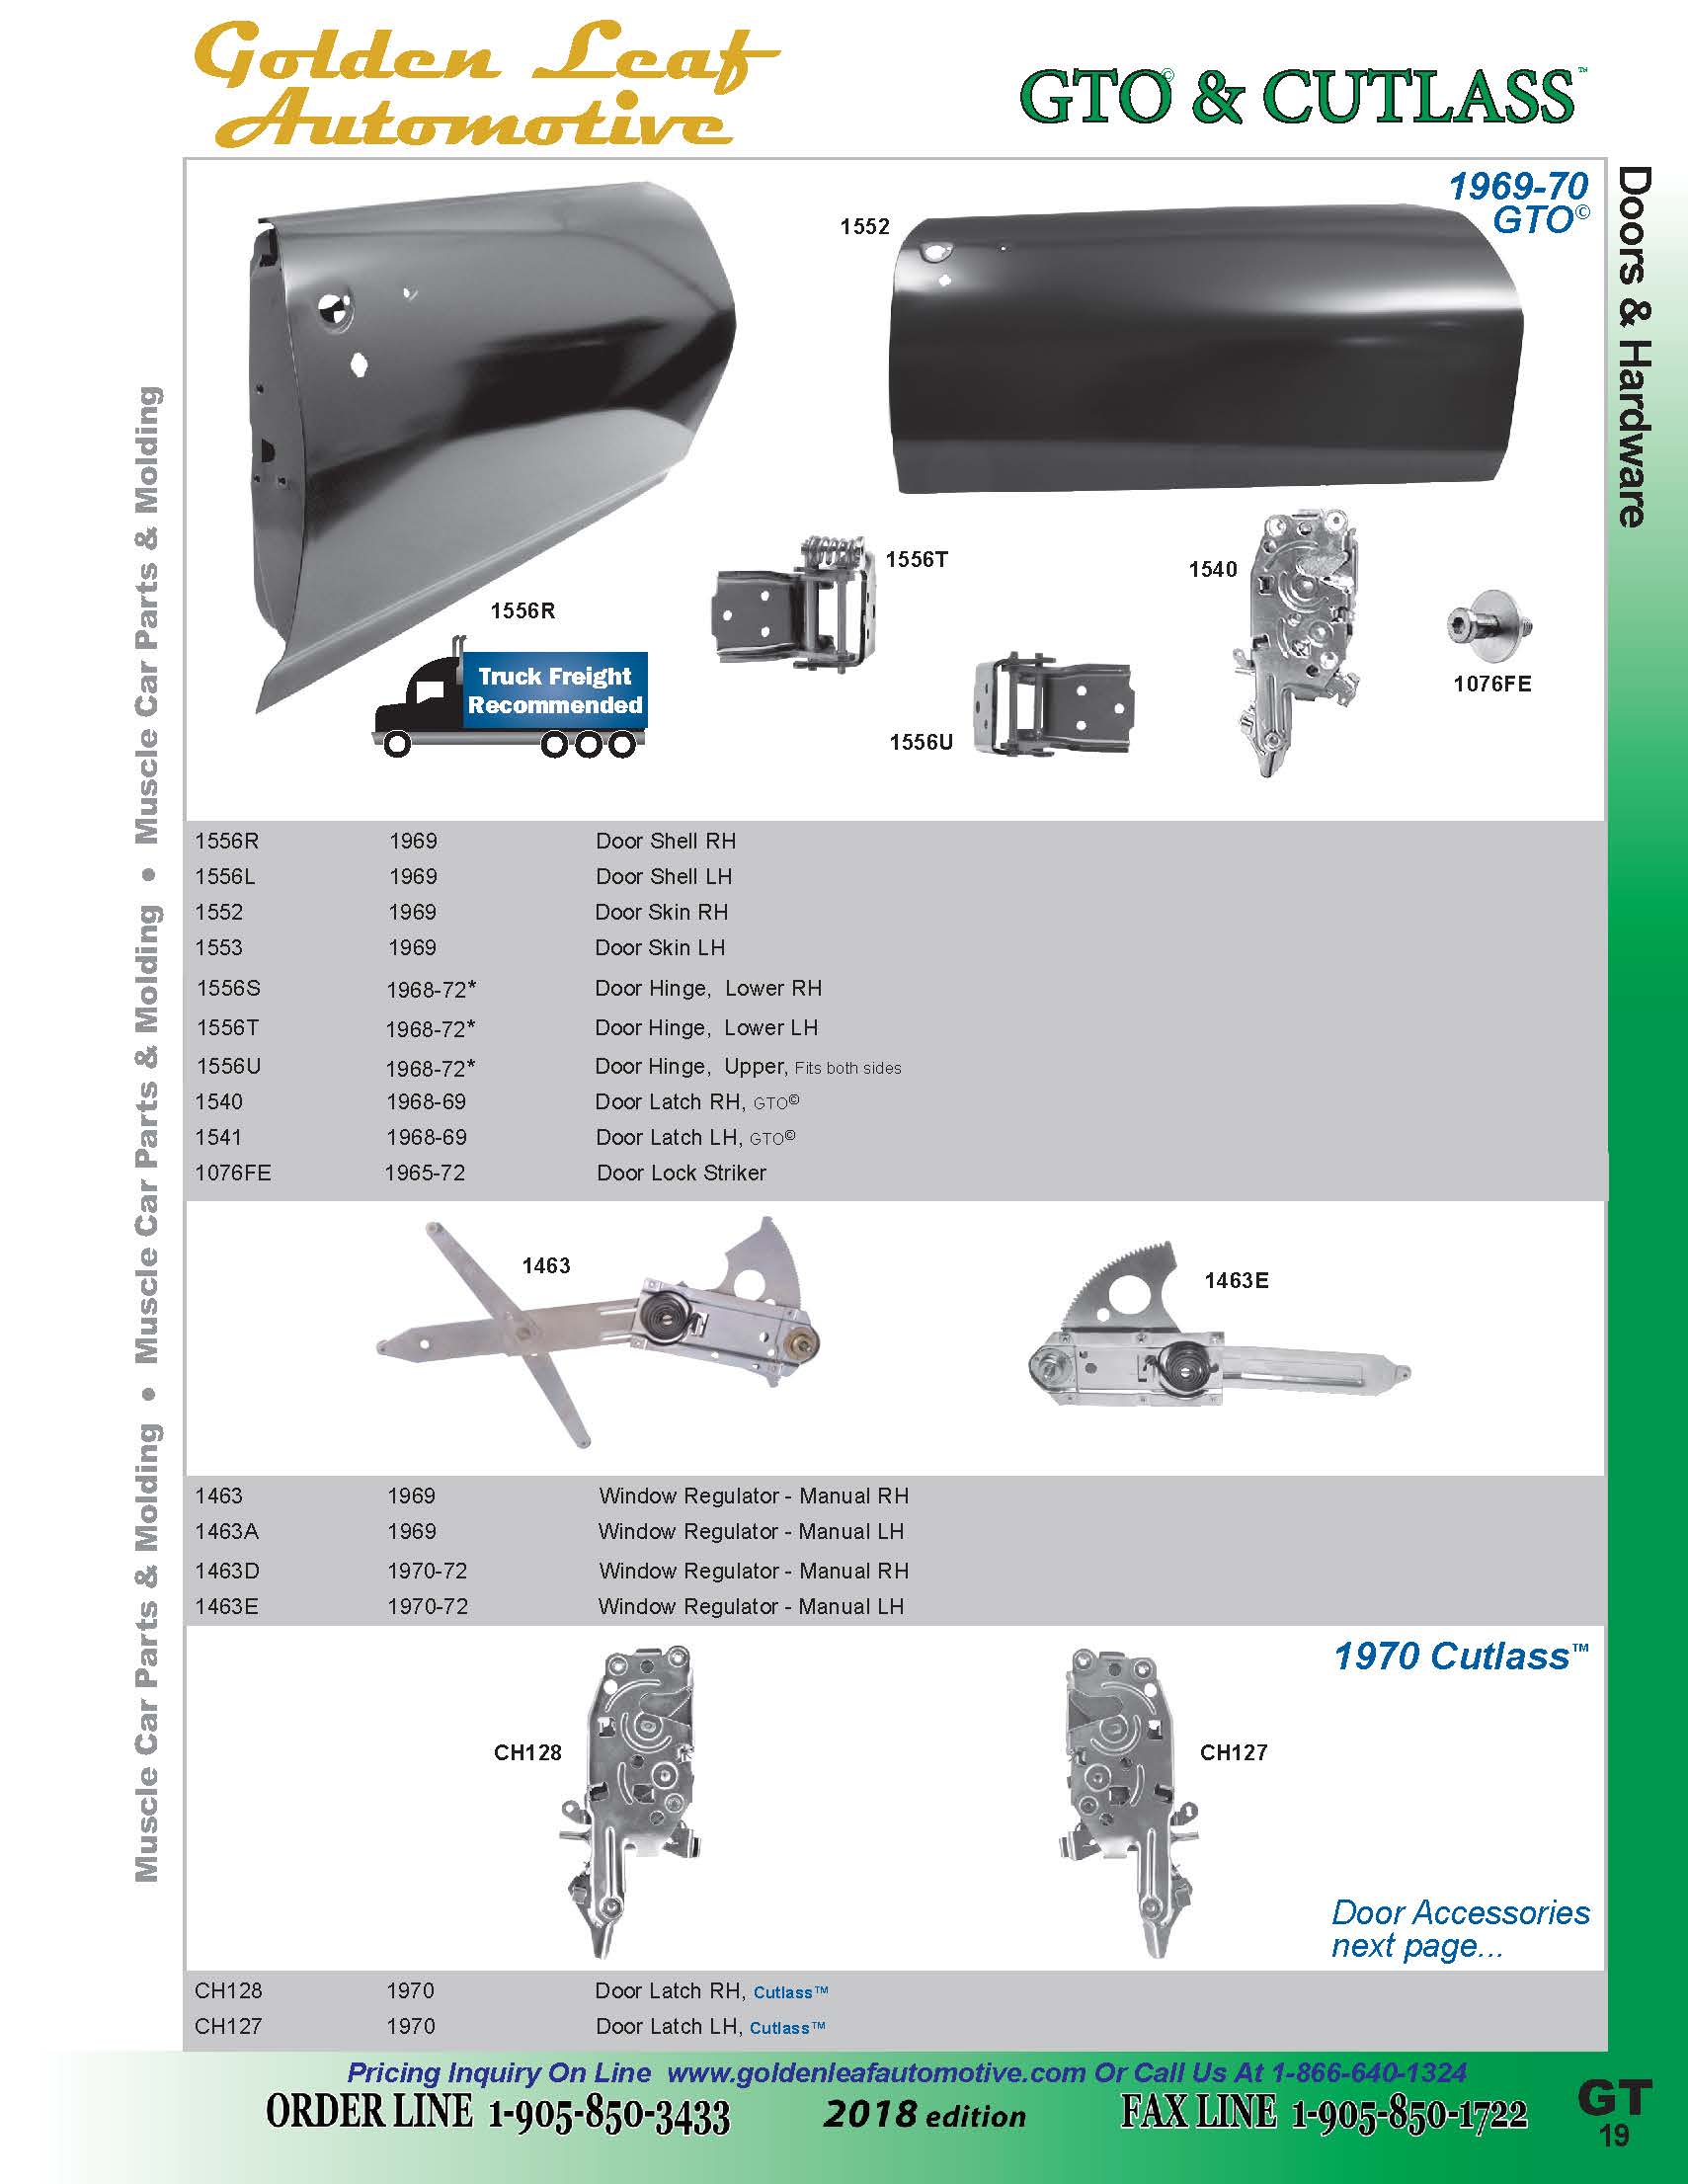 Golden Leaf
Automotive
GTO© & CUTLASS™
Doors & Hardware
Muscle Car Parts & Molding • Muscle Car Parts & Molding • Muscle Car Parts & Molding
1969-70
GTO©
1552
1556R
Truck Freight
Recommended
1556T
1556U
1540
1076FE
1556R 1969 Door Shell RH
1556L 1969 Door Shell LH
1552 1969 Door Skin RH
1553 1969 Door Skin LH
1556S 1968-72* Door Hinge, Lower RH
1556T 1968-72* Door Hinge, Lower LH
1556U 1968-72* Door Hinge, Upper, Fits both sides
1540 1968-69 Door Latch RH, GTO©
1541 1968-69 Door Latch LH, GTO©
1076FE 1965-72 Door Lock Striker
1463
1463E
1463 1969 Window Regulator - Manual RH
1463A 1969 Window Regulator - Manual LH
1463D 1970-72 Window Regulator - Manual RH
1463E 1970-72 Window Regulator - Manual LH
1970 Cutlass™
CH128
CH127
Door Accessories
next page...
CH128 1970 Door Latch RH, Cutlass™
CH127 1970 Door Latch LH, Cutlass™
Pricing Inquiry On Line www.goldenleafautomotive.com Or Call Us At 1-866-640-1324
ORDER LINE 1-905-850-3433 2018 edition FAX LINE 1-905-850-1722
GT
19